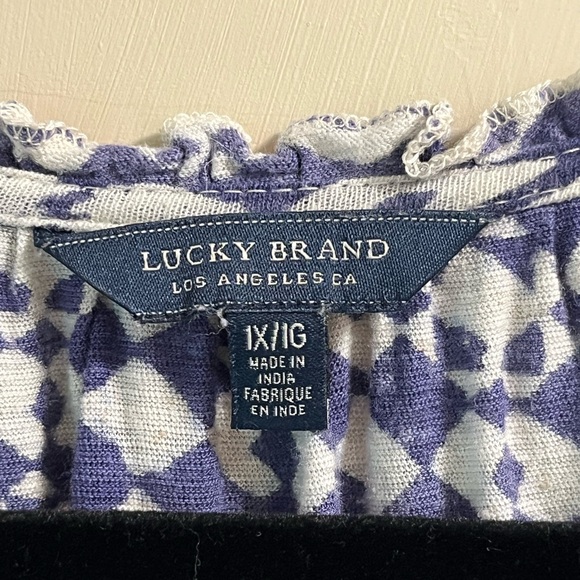 LUCKY BRAND
LOS ANGELES CA
1X/1G
MADE IN
INDIA
FABRIQUE
EN INDE